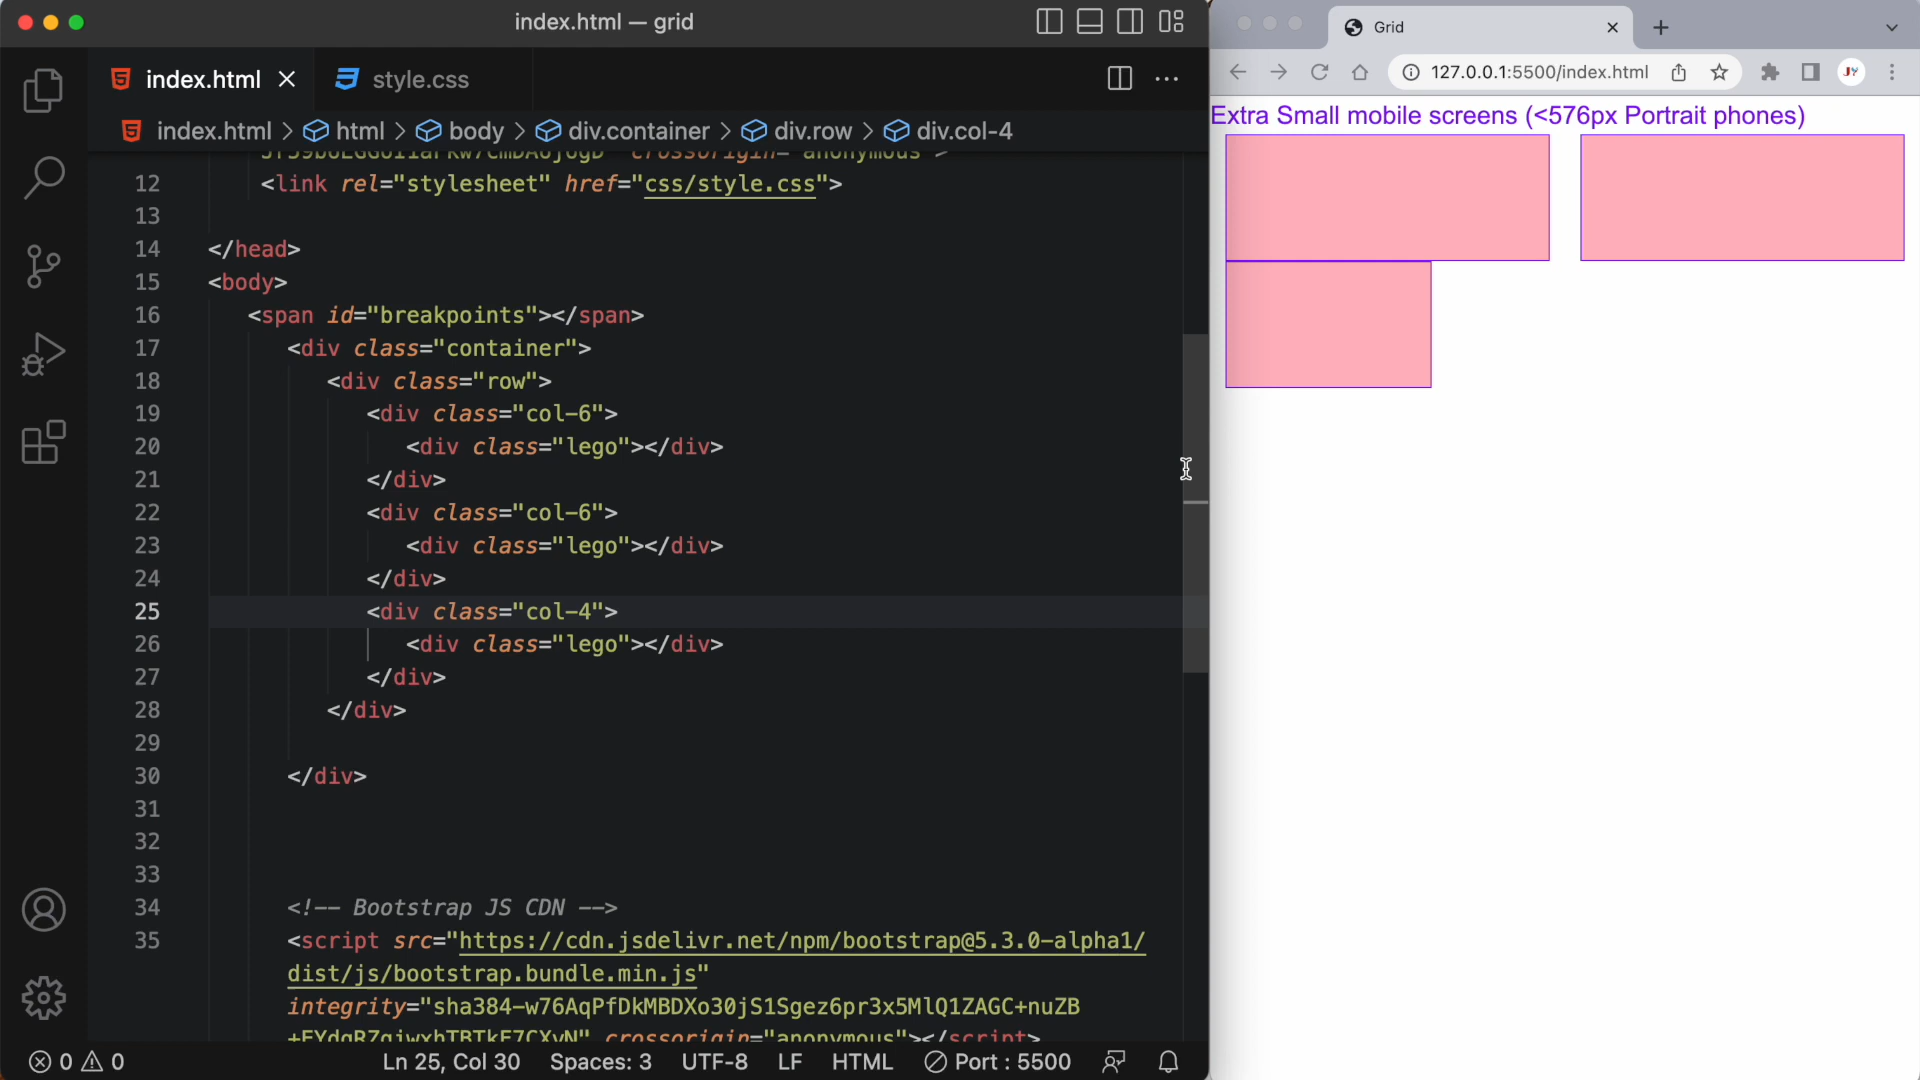 index.html — grid
index.html
style.css
index.html > html > body > div.container > div.row > div.col-4
12 <link rel="stylesheet" href="css/style.css">
13
14 </head>
15 <body>
16 <span id="breakpoints"></span>
17 <div class="container">
18 <div class="row">
19 <div class="col-6">
20 <div class="lego"></div>
21 </div>
22 <div class="col-6">
23 <div class="lego"></div>
24 </div>
25 <div class="col-4">
26 <div class="lego"></div>
27 </div>
28 </div>
29
30 </div>
31
32
33
34 <!-- Bootstrap JS CDN -->
35 <script src="https://cdn.jsdelivr.net/npm/bootstrap@5.3.0-alpha1/
dist/js/bootstrap.bundle.min.js"
integrity="sha384-w76AqPfDkMBDXo30jS1Sgez6pr3x5MlQ1ZAGC+nuZB
crossorigin="anonymous"></script>
0 0
Ln 25, Col 30 Spaces: 3 UTF-8 LF HTML Port : 5500
Grid
127.0.0.1:5500/index.html
JY
Extra Small mobile screens (<576px Portrait phones)